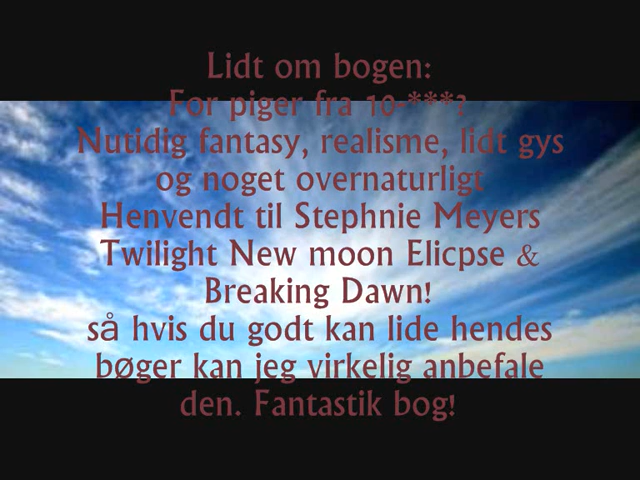 Lidt om bogen:
For piger fra 10-***?
Nutidig fantasy, realisme, lidt gys
og noget overnaturligt
Henvendt til Stephnie Meyers
Twilight New moon Elicpse &
Breaking Dawn!
så hvis du godt kan lide hendes
bøger kan jeg virkelig anbefale
den. Fantastik bog!